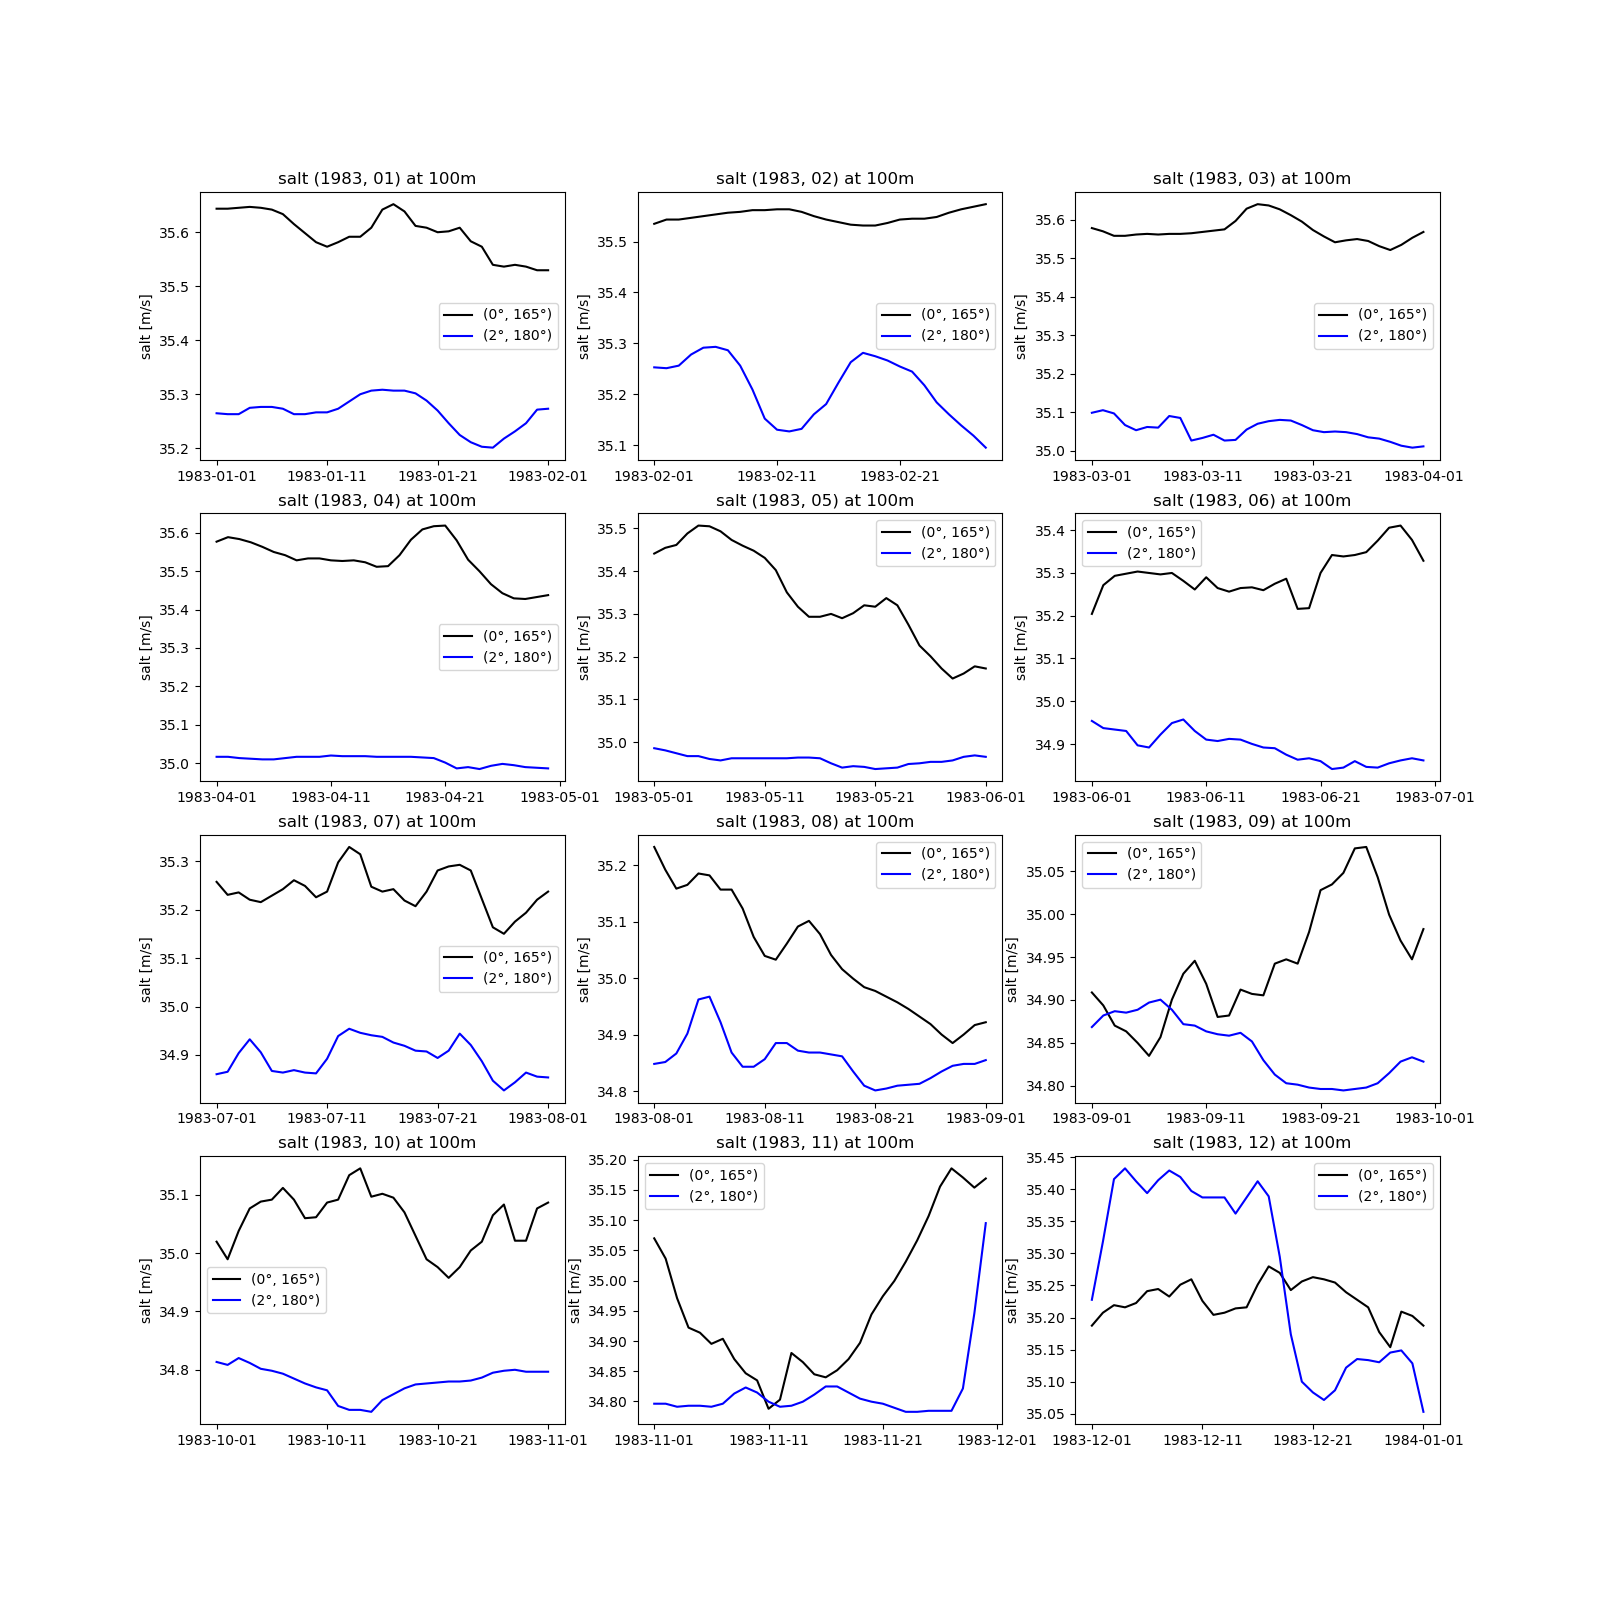 salt (1983, 01) at 100m
salt [m/s]
35.6
35.5
35.4
35.3
35.2
(0°, 165°)
(2°, 180°)
1983-01-01 1983-01-11 1983-01-21 1983-02-01
salt (1983, 02) at 100m
salt [m/s]
35.5
35.4
35.3
35.2
35.1
(0°, 165°)
(2°, 180°)
1983-02-01 1983-02-11 1983-02-21
salt (1983, 03) at 100m
salt [m/s]
35.6
35.5
35.4
35.3
35.2
35.1
35.0
(0°, 165°)
(2°, 180°)
1983-03-01 1983-03-11 1983-03-21 1983-04-01
salt (1983, 04) at 100m
salt [m/s]
35.6
35.5
35.4
35.3
35.2
35.1
35.0
(0°, 165°)
(2°, 180°)
1983-04-01 1983-04-11 1983-04-21 1983-05-01
salt (1983, 05) at 100m
salt [m/s]
35.5
35.4
35.3
35.2
35.1
35.0
(0°, 165°)
(2°, 180°)
1983-05-01 1983-05-11 1983-05-21 1983-06-01
salt (1983, 06) at 100m
salt [m/s]
35.4
35.3
35.2
35.1
35.0
34.9
(0°, 165°)
(2°, 180°)
1983-06-01 1983-06-11 1983-06-21 1983-07-01
salt (1983, 07) at 100m
salt [m/s]
35.3
35.2
35.1
35.0
34.9
(0°, 165°)
(2°, 180°)
1983-07-01 1983-07-11 1983-07-21 1983-08-01
salt (1983, 08) at 100m
salt [m/s]
35.2
35.1
35.0
34.9
34.8
(0°, 165°)
(2°, 180°)
1983-08-01 1983-08-11 1983-08-21 1983-09-01
salt (1983, 09) at 100m
salt [m/s]
35.05
35.00
34.95
34.90
34.85
34.80
(0°, 165°)
(2°, 180°)
1983-09-01 1983-09-11 1983-09-21 1983-10-01
salt (1983, 10) at 100m
salt [m/s]
35.1
35.0
34.9
34.8
(0°, 165°)
(2°, 180°)
1983-10-01 1983-10-11 1983-10-21 1983-11-01
salt (1983, 11) at 100m
salt [m/s]
35.20
35.15
35.10
35.05
35.00
34.95
34.90
34.85
34.80
(0°, 165°)
(2°, 180°)
1983-11-01 1983-11-11 1983-11-21 1983-12-01
salt (1983, 12) at 100m
salt [m/s]
35.45
35.40
35.35
35.30
35.25
35.20
35.15
35.10
35.05
(0°, 165°)
(2°, 180°)
1983-12-01 1983-12-11 1983-12-21 1984-01-01